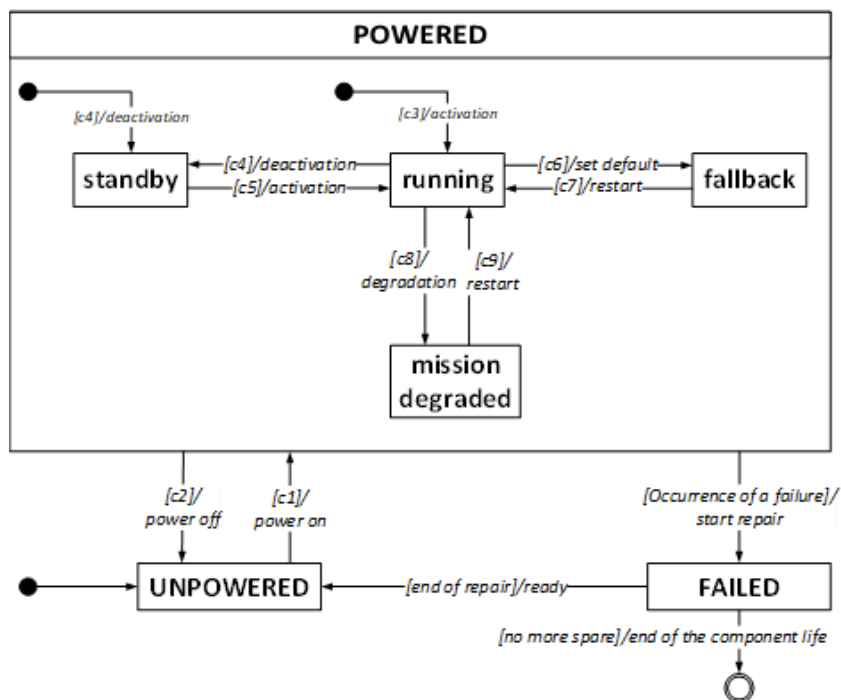 POWERED
[c4]/deactivation
[c3]/activation
standby
[c4]/deactivation
[c5]/activation
running
[c6]/set default
[c7]/restart
fallback
[c8]/
degradation
[c9]/
restart
mission
degraded
[c2]/
power off
[c1]/
power on
[Occurrence of a failure]/
start repair
UNPOWERED
[end of repair]/ready
FAILED
[no more spare]/end of the component life